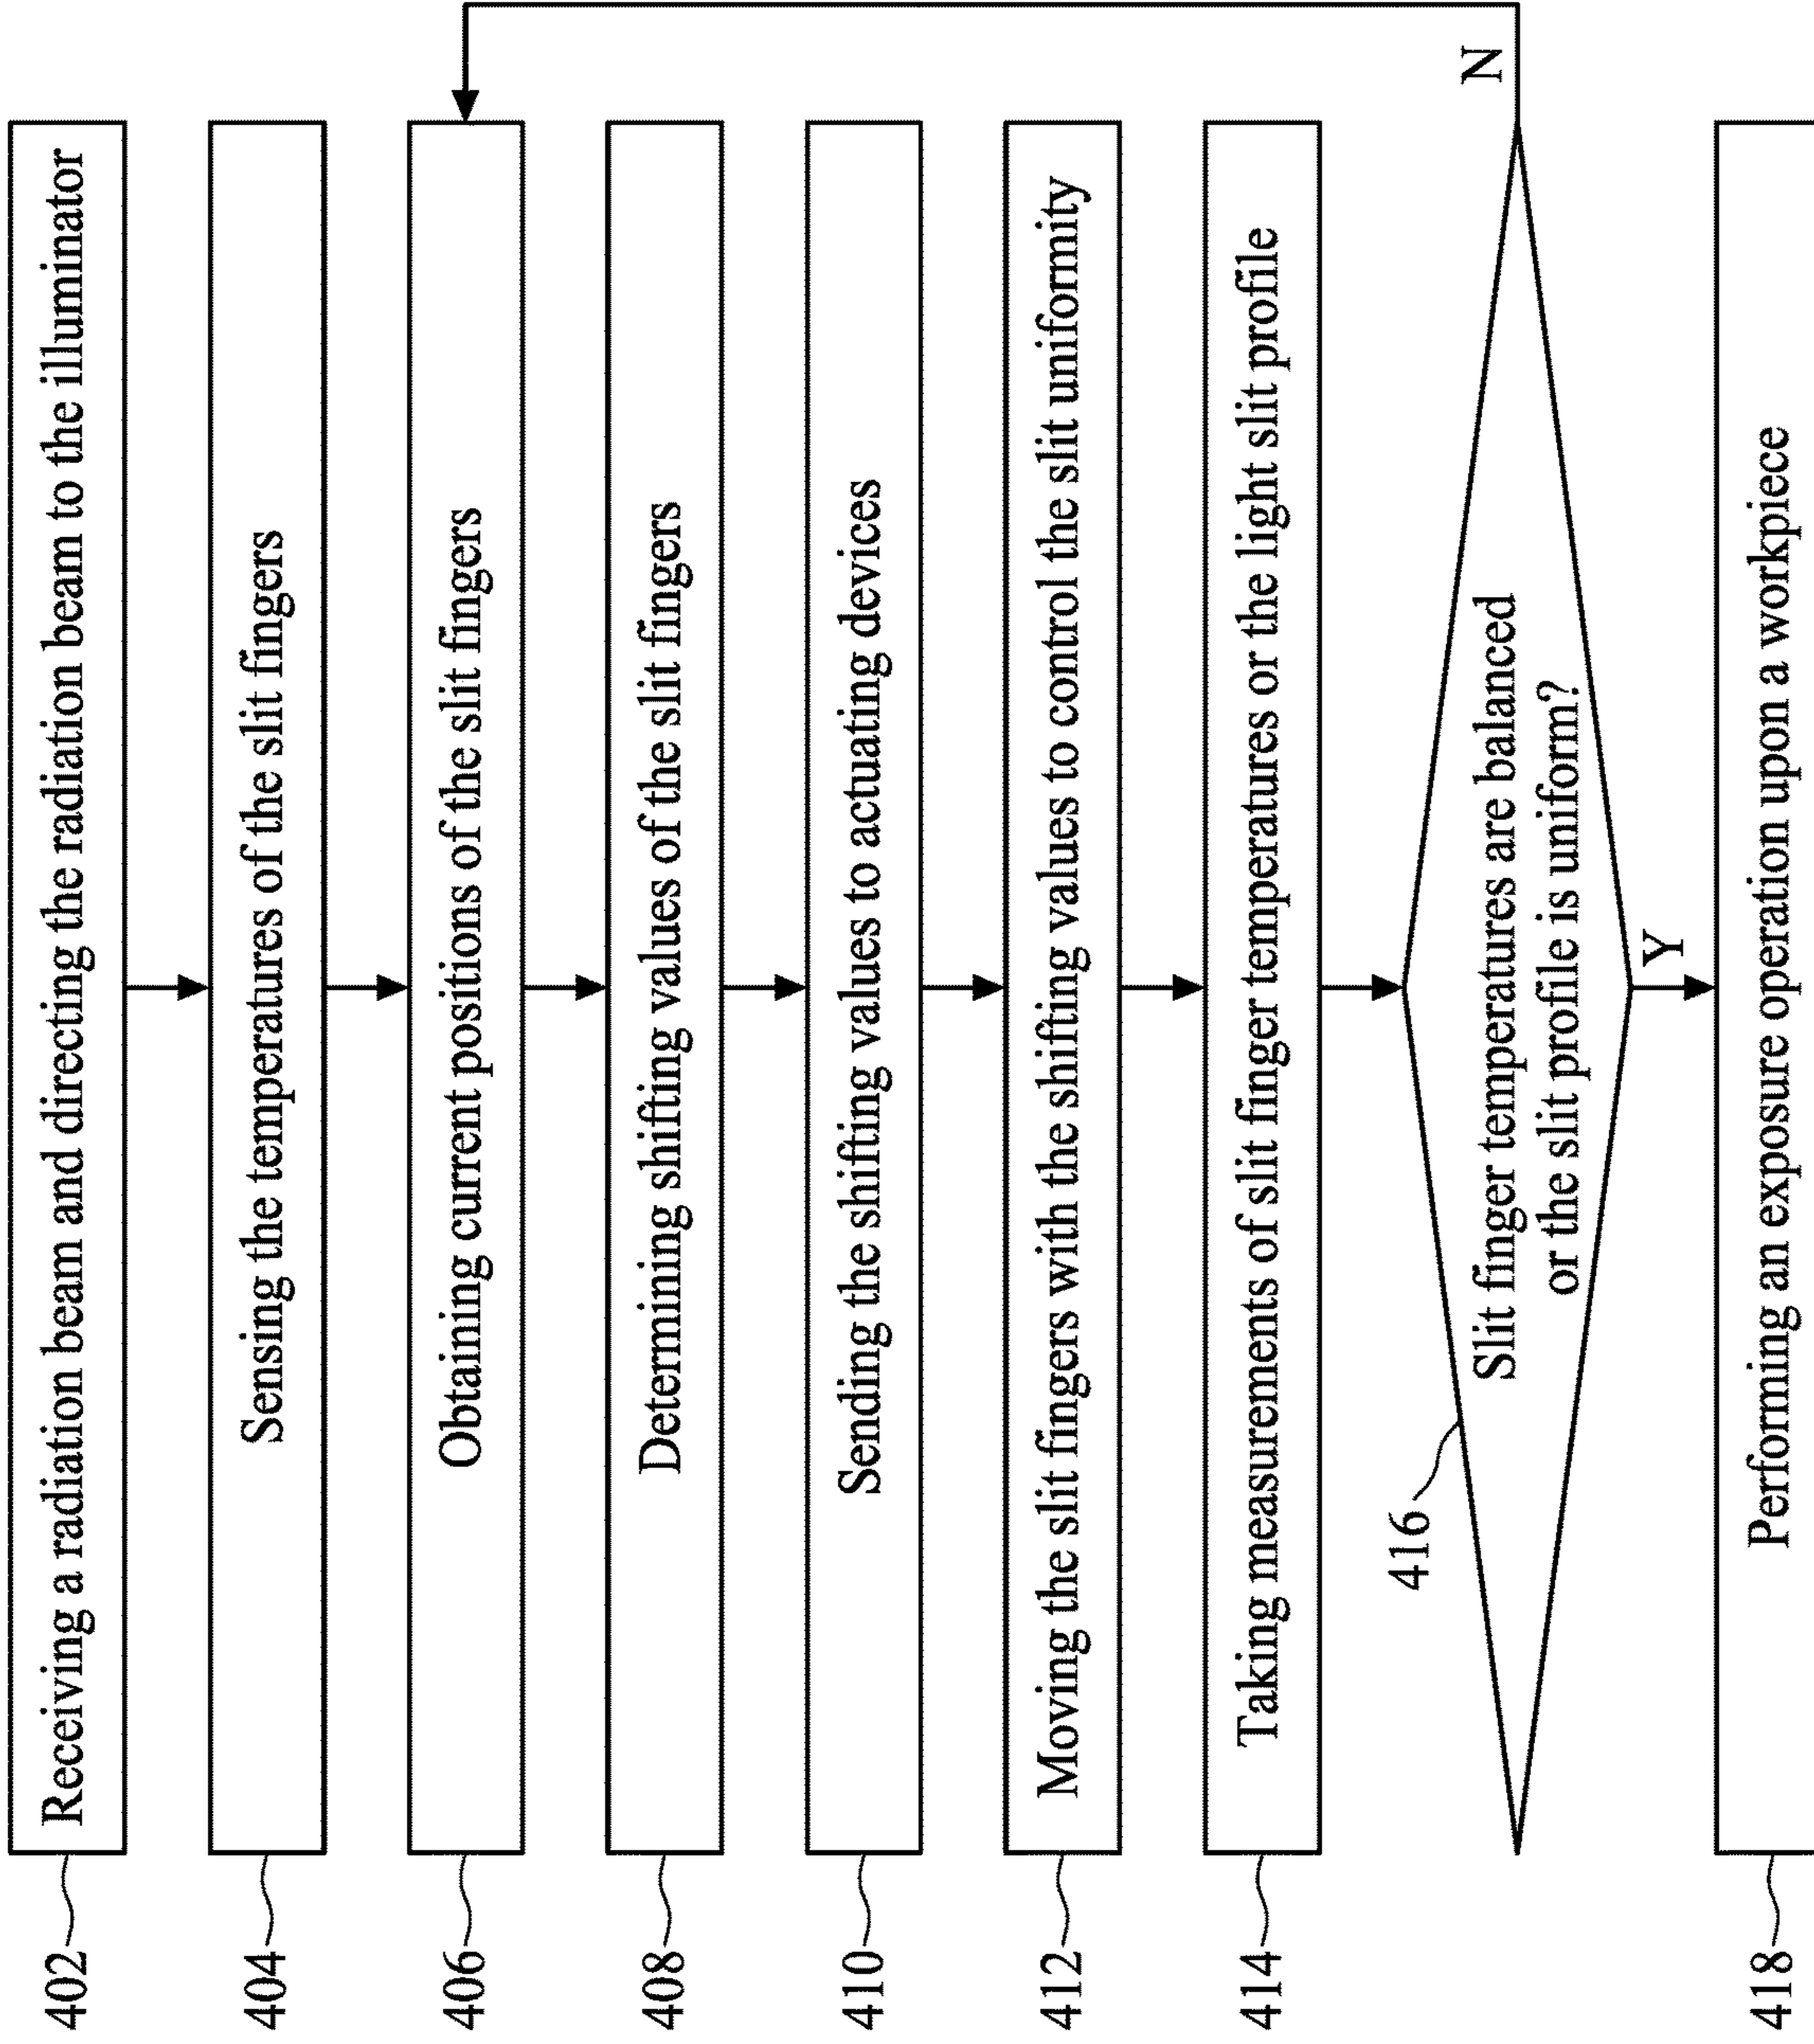 402
Receiving a radiation beam and directing the radiation beam to the illuminator
404
Sensing the temperatures of the slit fingers
406
Obtaining current positions of the slit fingers
408
Determining shifting values of the slit fingers
410
Sending the shifting values to actuating devices
412
Moving the slit fingers with the shifting values to control the slit uniformity
414
Taking measurements of slit finger temperatures or the light slit profile
416
Slit finger temperatures are balanced
or the slit profile is uniform?
N
Y
418
Performing an exposure operation upon a workpiece